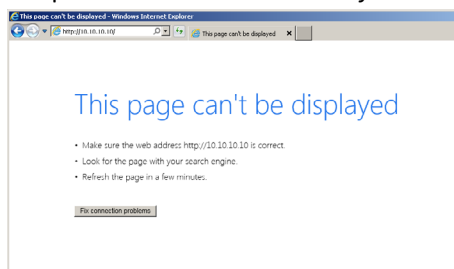 This page can't be displayed - Windows Internet Explorer
http://10.10.10.10/
This page can't be displayed
This page can't be displayed
• Make sure the web address http://10.10.10.10 is correct.
• Look for the page with your search engine.
• Refresh the page in a few minutes.
Fix connection problems